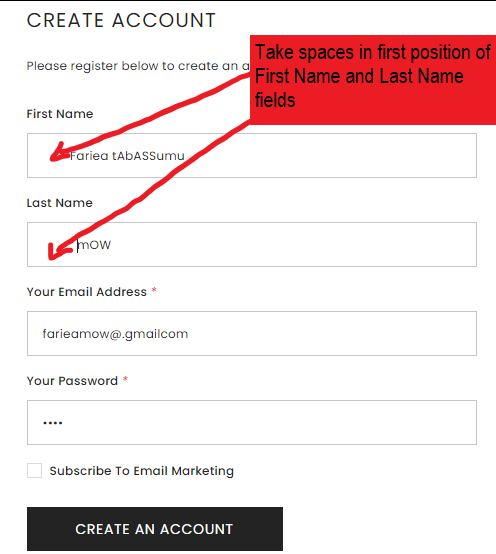 CREATE ACCOUNT
Take spaces in first position of
First Name and Last Name
fields
Please register below to create an a
First Name
Fariea tAbASSumu
Last Name
mOW
Your Email Address *
farieamow@.gmailcom
Your Password *
••••
Subscribe To Email Marketing
CREATE AN ACCOUNT